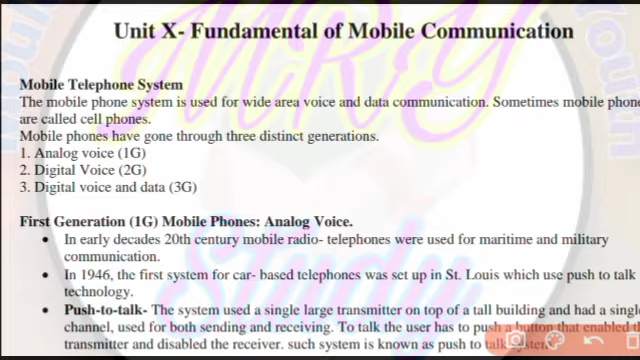 Unit X- Fundamental of Mobile Communication
Mobile Telephone System
The mobile phone system is used for wide area voice and data communication. Sometimes mobile phone
are called cell phones.
Mobile phones have gone through three distinct generations.
1. Analog voice (1G)
2. Digital Voice (2G)
3. Digital voice and data (3G)
First Generation (1G) Mobile Phones: Analog Voice.
• In early decades 20th century mobile radio- telephones were used for maritime and military
communication.
• In 1946, the first system for car- based telephones was set up in St. Louis which use push to talk
technology.
• Push-to-talk- The system used a single large transmitter on top of a tall building and had a single
channel, used for both sending and receiving. To talk the user has to push a button that enabled th
transmitter and disabled the receiver. such system is known as push to talk system
MRY
Study